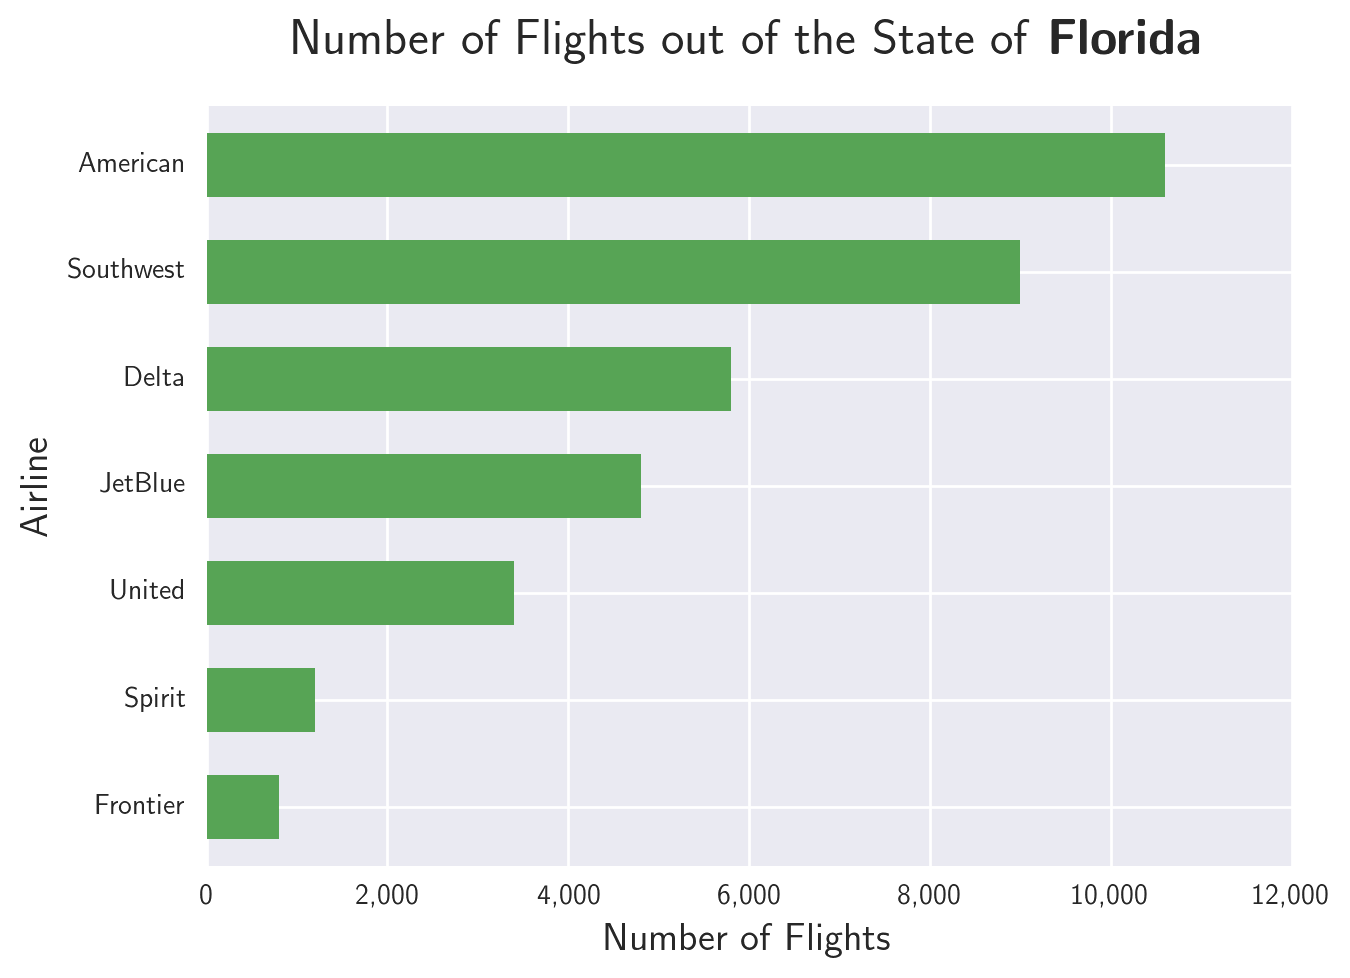 Number of Flights out of the State of Florida
American
Southwest
Delta
JetBlue
United
Spirit
Frontier
Airline
0 2,000 4,000 6,000 8,000 10,000 12,000
Number of Flights